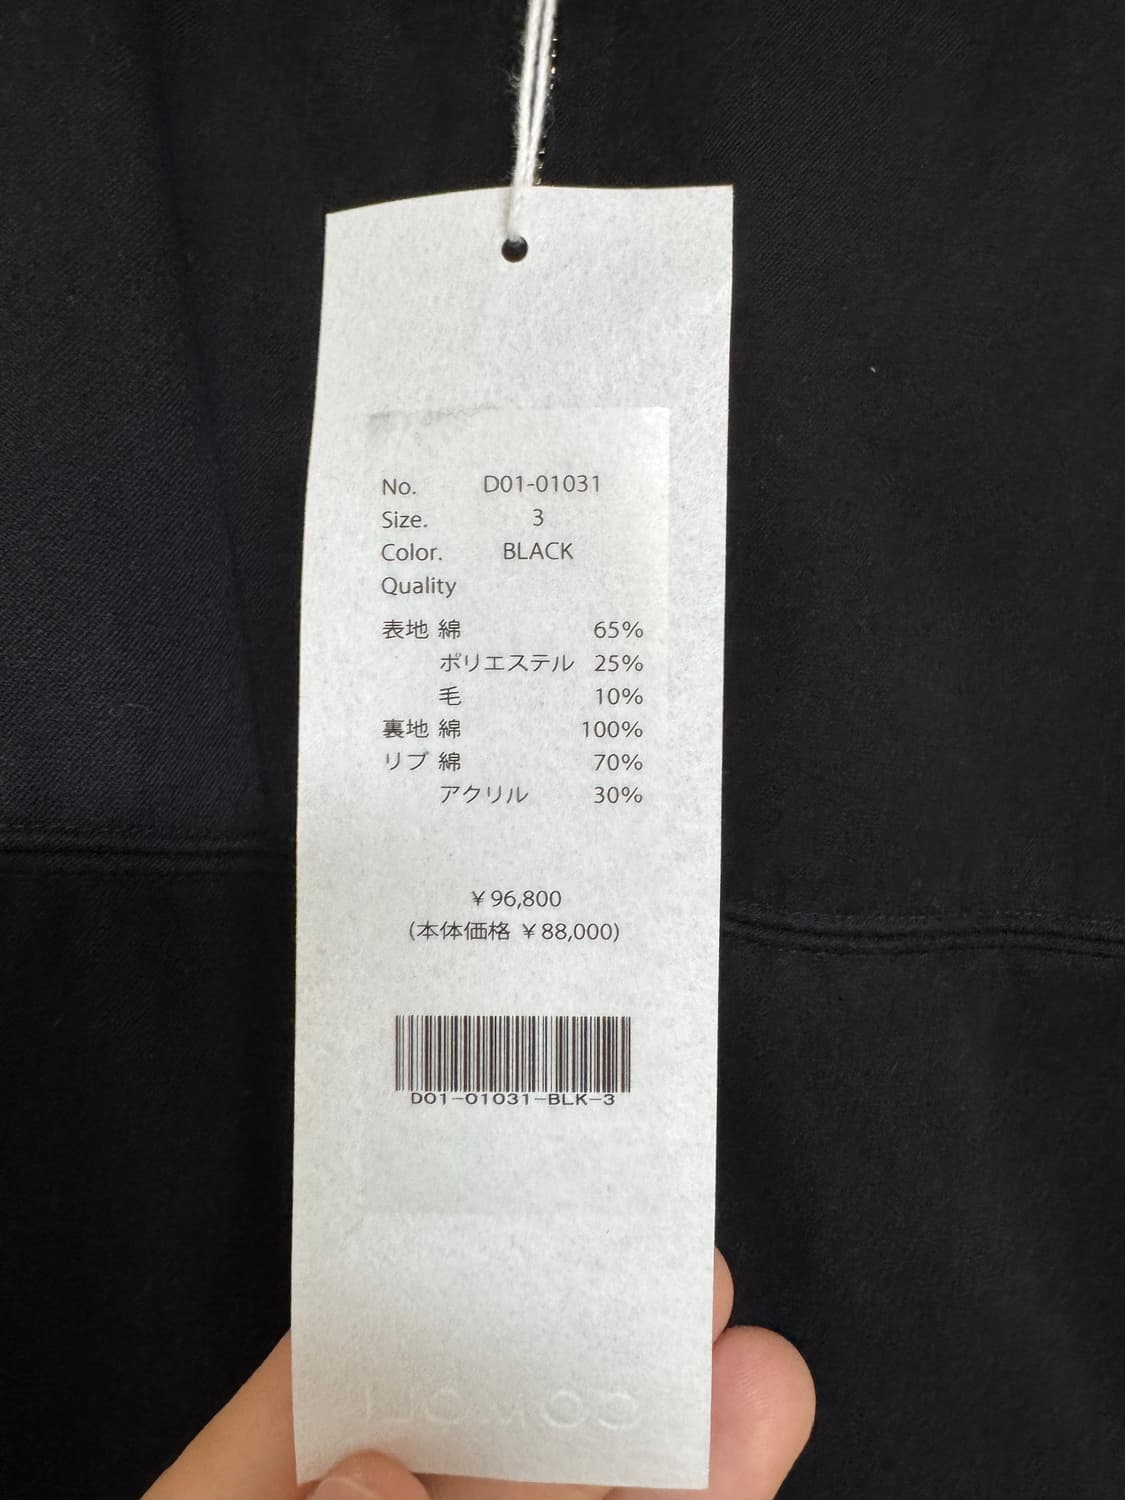 No. D01-01031
Size. 3
Color. BLACK
Quality
表地 綿 65%
ポリエステル 25%
毛 10%
裏地 綿 100%
リブ 綿 70%
アクリル 30%
¥96,800
(本体価格 ¥88,000)
D01-01031-BLK-3
COMOLI